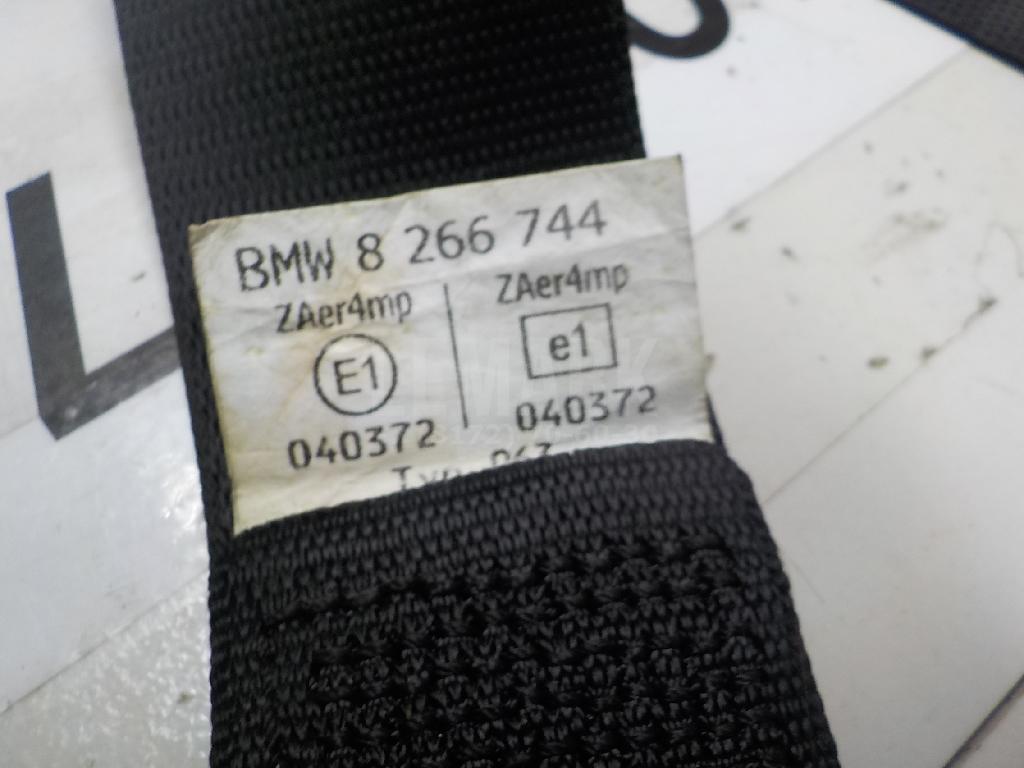 BMW 8 266 744
ZAer4mp ZAer4mp
E1 e1
040372 040372